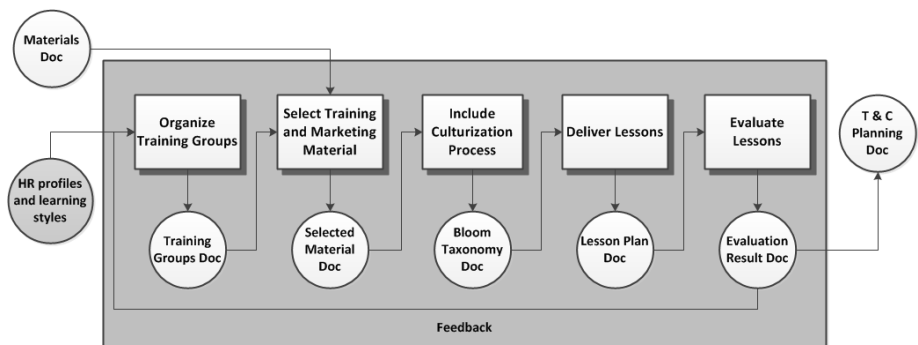 Materials
Doc
Organize
Training Groups
Select Training
and Marketing
Material
Include
Culturization
Process
Deliver Lessons
Evaluate
Lessons
T & C
Planning
Doc
HR profiles
and learning
styles
Training
Groups Doc
Selected
Material
Doc
Bloom
Taxonomy
Doc
Lesson Plan
Doc
Evaluation
Result Doc
Feedback